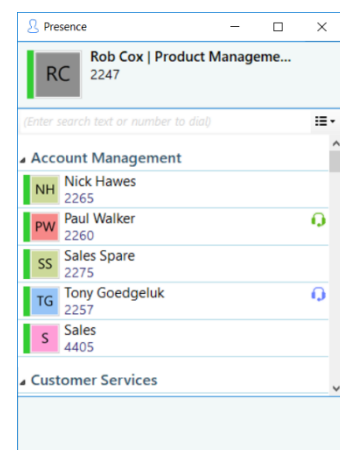 Presence
RC
Rob Cox | Product Manageme...
2247
(Enter search text or number to dial)
Account Management
NH
Nick Hawes
2265
PW
Paul Walker
2260
SS
Sales Spare
2275
TG
Tony Goedgeluk
2257
S
Sales
4405
Customer Services